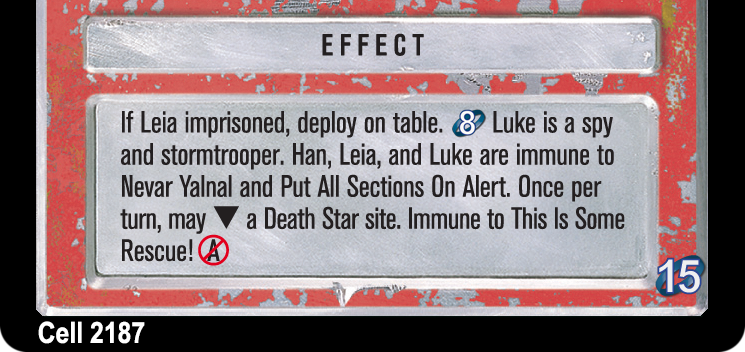 EFFECT
If Leia imprisoned, deploy on table. 8 Luke is a spy
and stormtrooper. Han, Leia, and Luke are immune to
Nevar Yalnal and Put All Sections On Alert. Once per
turn, may ▼ a Death Star site. Immune to This Is Some
Rescue! A
15
Cell 2187